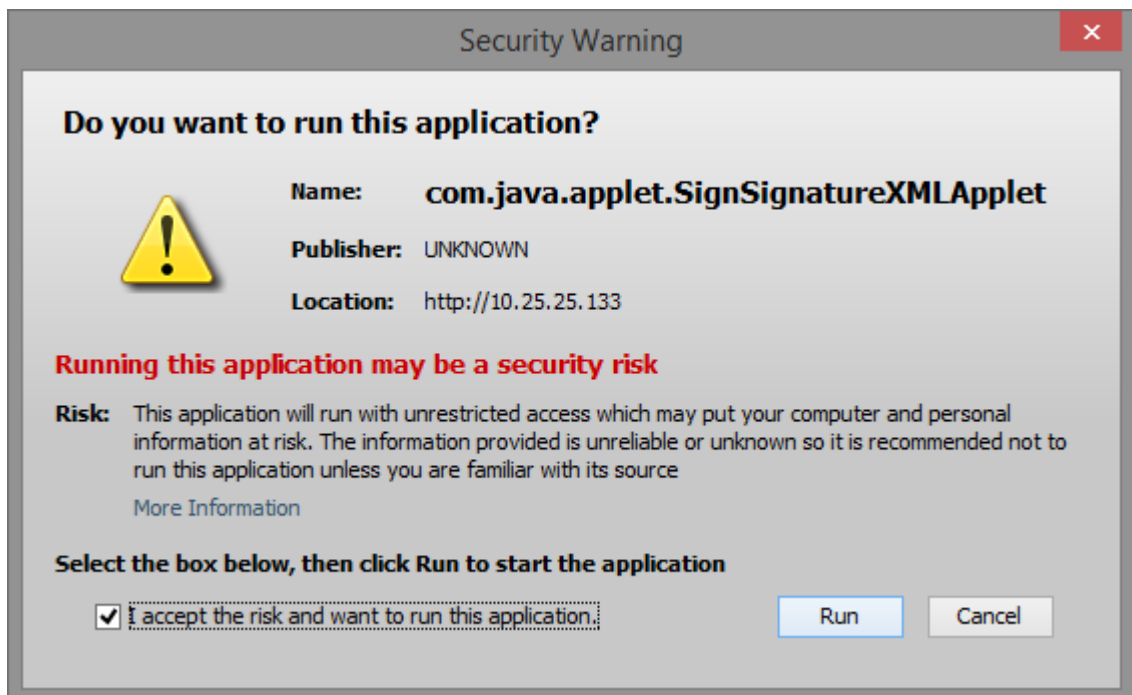 Security Warning
Do you want to run this application?
Name: com.java.applet.SignSignatureXMLApplet
Publisher: UNKNOWN
Location: http://10.25.25.133
Running this application may be a security risk
Risk: This application will run with unrestricted access which may put your computer and personal
information at risk. The information provided is unreliable or unknown so it is recommended not to
run this application unless you are familiar with its source
More Information
Select the box below, then click Run to start the application
I accept the risk and want to run this application.
Run Cancel